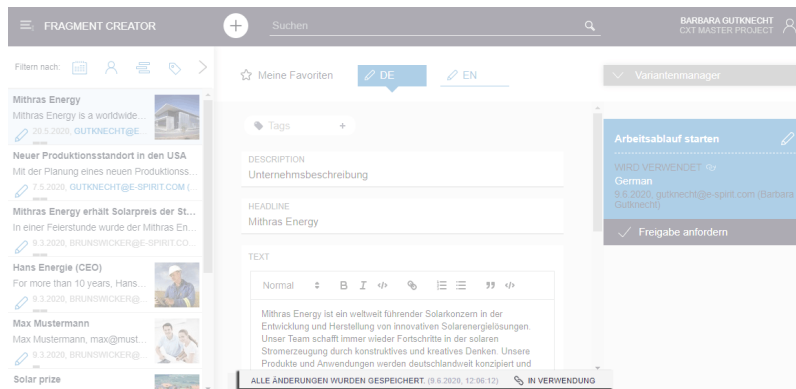 FRAGMENT CREATOR
Suchen
BARBARA GUTKNECHT
CXT MASTER PROJECT
Filtern nach:
Meine Favoriten
DE
EN
Variantenmanager
Mithras Energy
Mithras Energy is a worldwide...
20.5.2020, GUTKNECHT@E...
Neuer Produktionsstandort in den USA
Mit der Planung eines neuen Produktionss...
7.5.2020, GUTKNECHT@E-SPIRIT.COM (...
Mithras Energy erhält Solarpreis der St...
In einer Feierstunde wurde der Mithras En...
9.3.2020, BRUNSWICKER@E-SPIRIT.CO...
Hans Energie (CEO)
For more than 10 years, Hans...
9.3.2020, BRUNSWICKER@...
Max Mustermann
Max Mustermann, max@must...
9.3.2020, BRUNSWICKER@...
Solar prize
Tags +
DESCRIPTION
Unternehmsbeschreibung
HEADLINE
Mithras Energy
TEXT
Normal B I
Mithras Energy ist ein weltweit führender Solarkonzern in der
Entwicklung und Herstellung von innovativen Solarenergielösungen.
Unser Team schafft immer wieder Fortschritte in der solaren
Stromerzeugung durch konstruktives und kreatives Denken. Unsere
Produkte und Anwendungen werden deutschlandweit konzipiert und
ALLE ÄNDERUNGEN WURDEN GESPEICHERT. (9.6.2020, 12:06:12) IN VERWENDUNG
Arbeitsablauf starten
WIRD VERWENDET
German
9.6.2020, gutknecht@e-spirit.com (Barbara
Gutknecht)
Freigabe anfordern